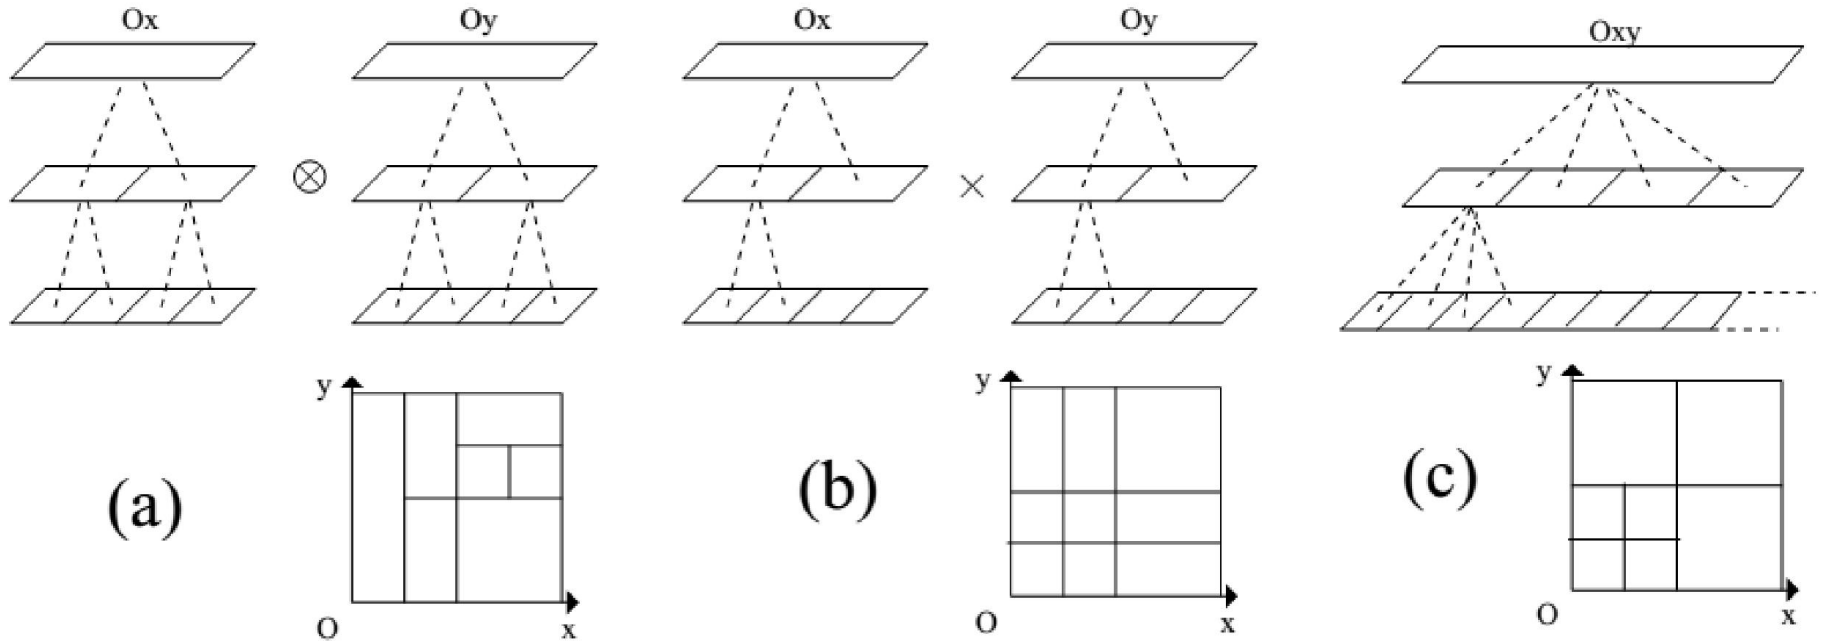 Ox Oy Ox Oy Oxy
⊗ ×
y y y
(a) (b) (c)
O x O x O x